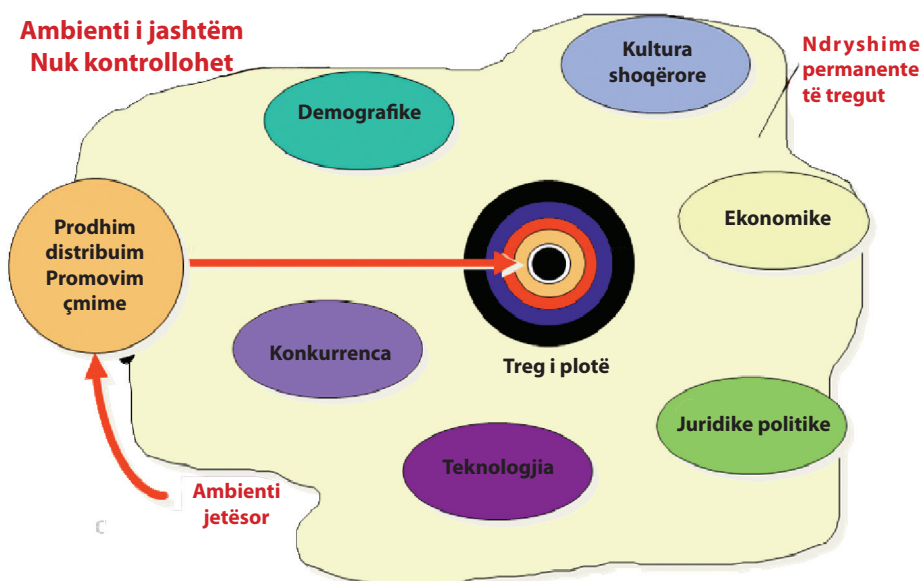 Ambienti i jashtëm
Nuk kontrollohet
Kultura
shoqërore
Ndryshime
permanente
të tregut
Demografike
Ekonomike
Prodhim
distribuim
Promovim
çmime
Konkurrenca
Treg i plotë
Juridike politike
Teknologjia
Ambienti
jetësor